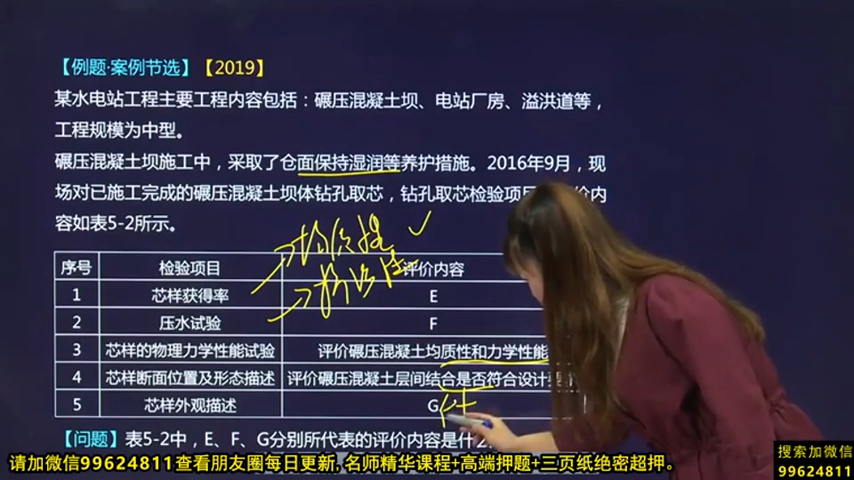 【例题·案例节选】【2019】
某水电站工程主要工程内容包括：碾压混凝土坝、电站厂房、溢洪道等，
工程规模为中型。
碾压混凝土坝施工中，采取了仓面保持湿润等养护措施。2016年9月，现
场对已施工完成的碾压混凝土坝体钻孔取芯，钻孔取芯检验项
价内
容如表5-2所示。
序号 检验项目 评价内容
1 芯样获得率 E
2 压水试验 F
3 芯样的物理力学性能试验 评价碾压混凝土均质性和力学性能
4 芯样断面位置及形态描述 评价碾压混凝土层间结合是否符合设计
5 芯样外观描述 G
【问题】表5-2中，E、F、G分别所代表的评价内容是什
请加微信99624811查看朋友圈每日更新，名师精华课程+高端押题+三页纸绝密超押。
搜索加微信
99624811